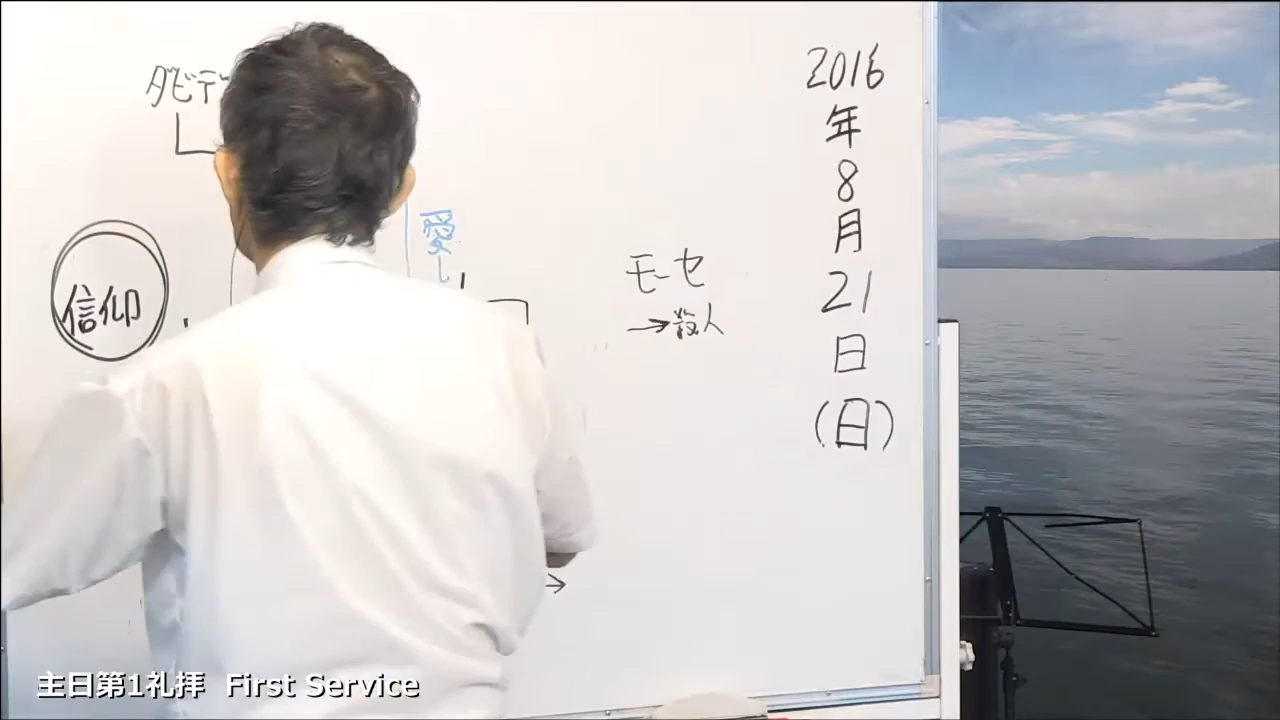 ダビデ
信仰
愛し
モーセ
→殺人
2016
年
8
月
21
日
(日)
主日第1礼拝 First Service